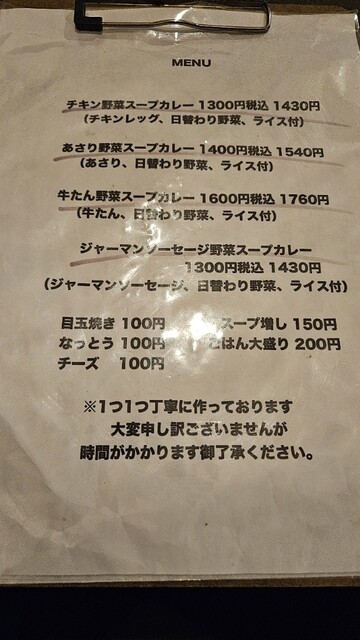 MENU
チキン野菜スープカレー 1300円税込 1430円
(チキンレッグ、日替わり野菜、ライス付)
あさり野菜スープカレー 1400円税込 1540円
(あさり、日替わり野菜、ライス付)
牛たん野菜スープカレー 1600円税込 1760円
(牛たん、日替わり野菜、ライス付)
ジャーマンソーセージ野菜スープカレー
1300円税込 1430円
(ジャーマンソーセージ、日替わり野菜、ライス付)
目玉焼き 100円 スープ増し 150円
なっとう 100円 ごはん大盛り 200円
チーズ 100円
※1つ1つ丁寧に作っております
大変申し訳ございませんが
時間がかかります御了承ください。